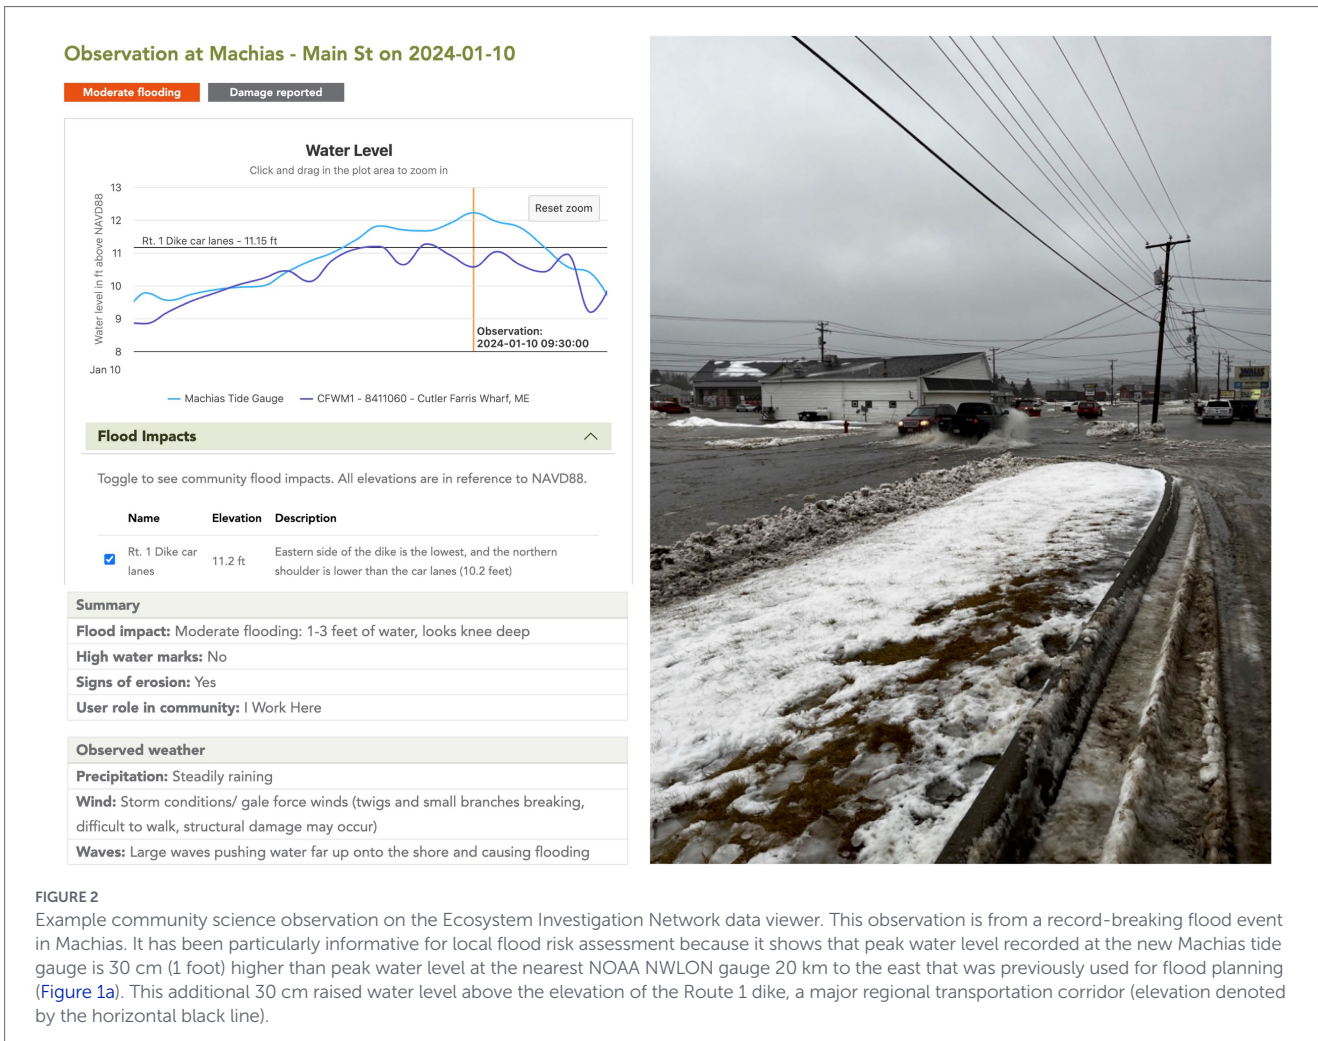 Observation at Machias - Main St on 2024-01-10
Moderate flooding
Damage reported
Water Level
Click and drag in the plot area to zoom in
Reset zoom
Water level in ft above NAVD88
13
12
11
10
9
8
Rt. 1 Dike car lanes - 11.15 ft
Observation:
2024-01-10 09:30:00
Jan 10
Machias Tide Gauge
CFWM1 - 8411060 - Cutler Farris Wharf, ME
Flood Impacts
Toggle to see community flood impacts. All elevations are in reference to NAVD88.
Name Elevation Description
Rt. 1 Dike car
lanes
11.2 ft
Eastern side of the dike is the lowest, and the northern
shoulder is lower than the car lanes (10.2 feet)
Summary
Flood impact: Moderate flooding: 1-3 feet of water, looks knee deep
High water marks: No
Signs of erosion: Yes
User role in community: I Work Here
Observed weather
Precipitation: Steadily raining
Wind: Storm conditions/ gale force winds (twigs and small branches breaking,
difficult to walk, structural damage may occur)
Waves: Large waves pushing water far up onto the shore and causing flooding
FIGURE 2
Example community science observation on the Ecosystem Investigation Network data viewer. This observation is from a record-breaking flood event
in Machias. It has been particularly informative for local flood risk assessment because it shows that peak water level recorded at the new Machias tide
gauge is 30 cm (1 foot) higher than peak water level at the nearest NOAA NWLON gauge 20 km to the east that was previously used for flood planning
(Figure 1a). This additional 30 cm raised water level above the elevation of the Route 1 dike, a major regional transportation corridor (elevation denoted
by the horizontal black line).